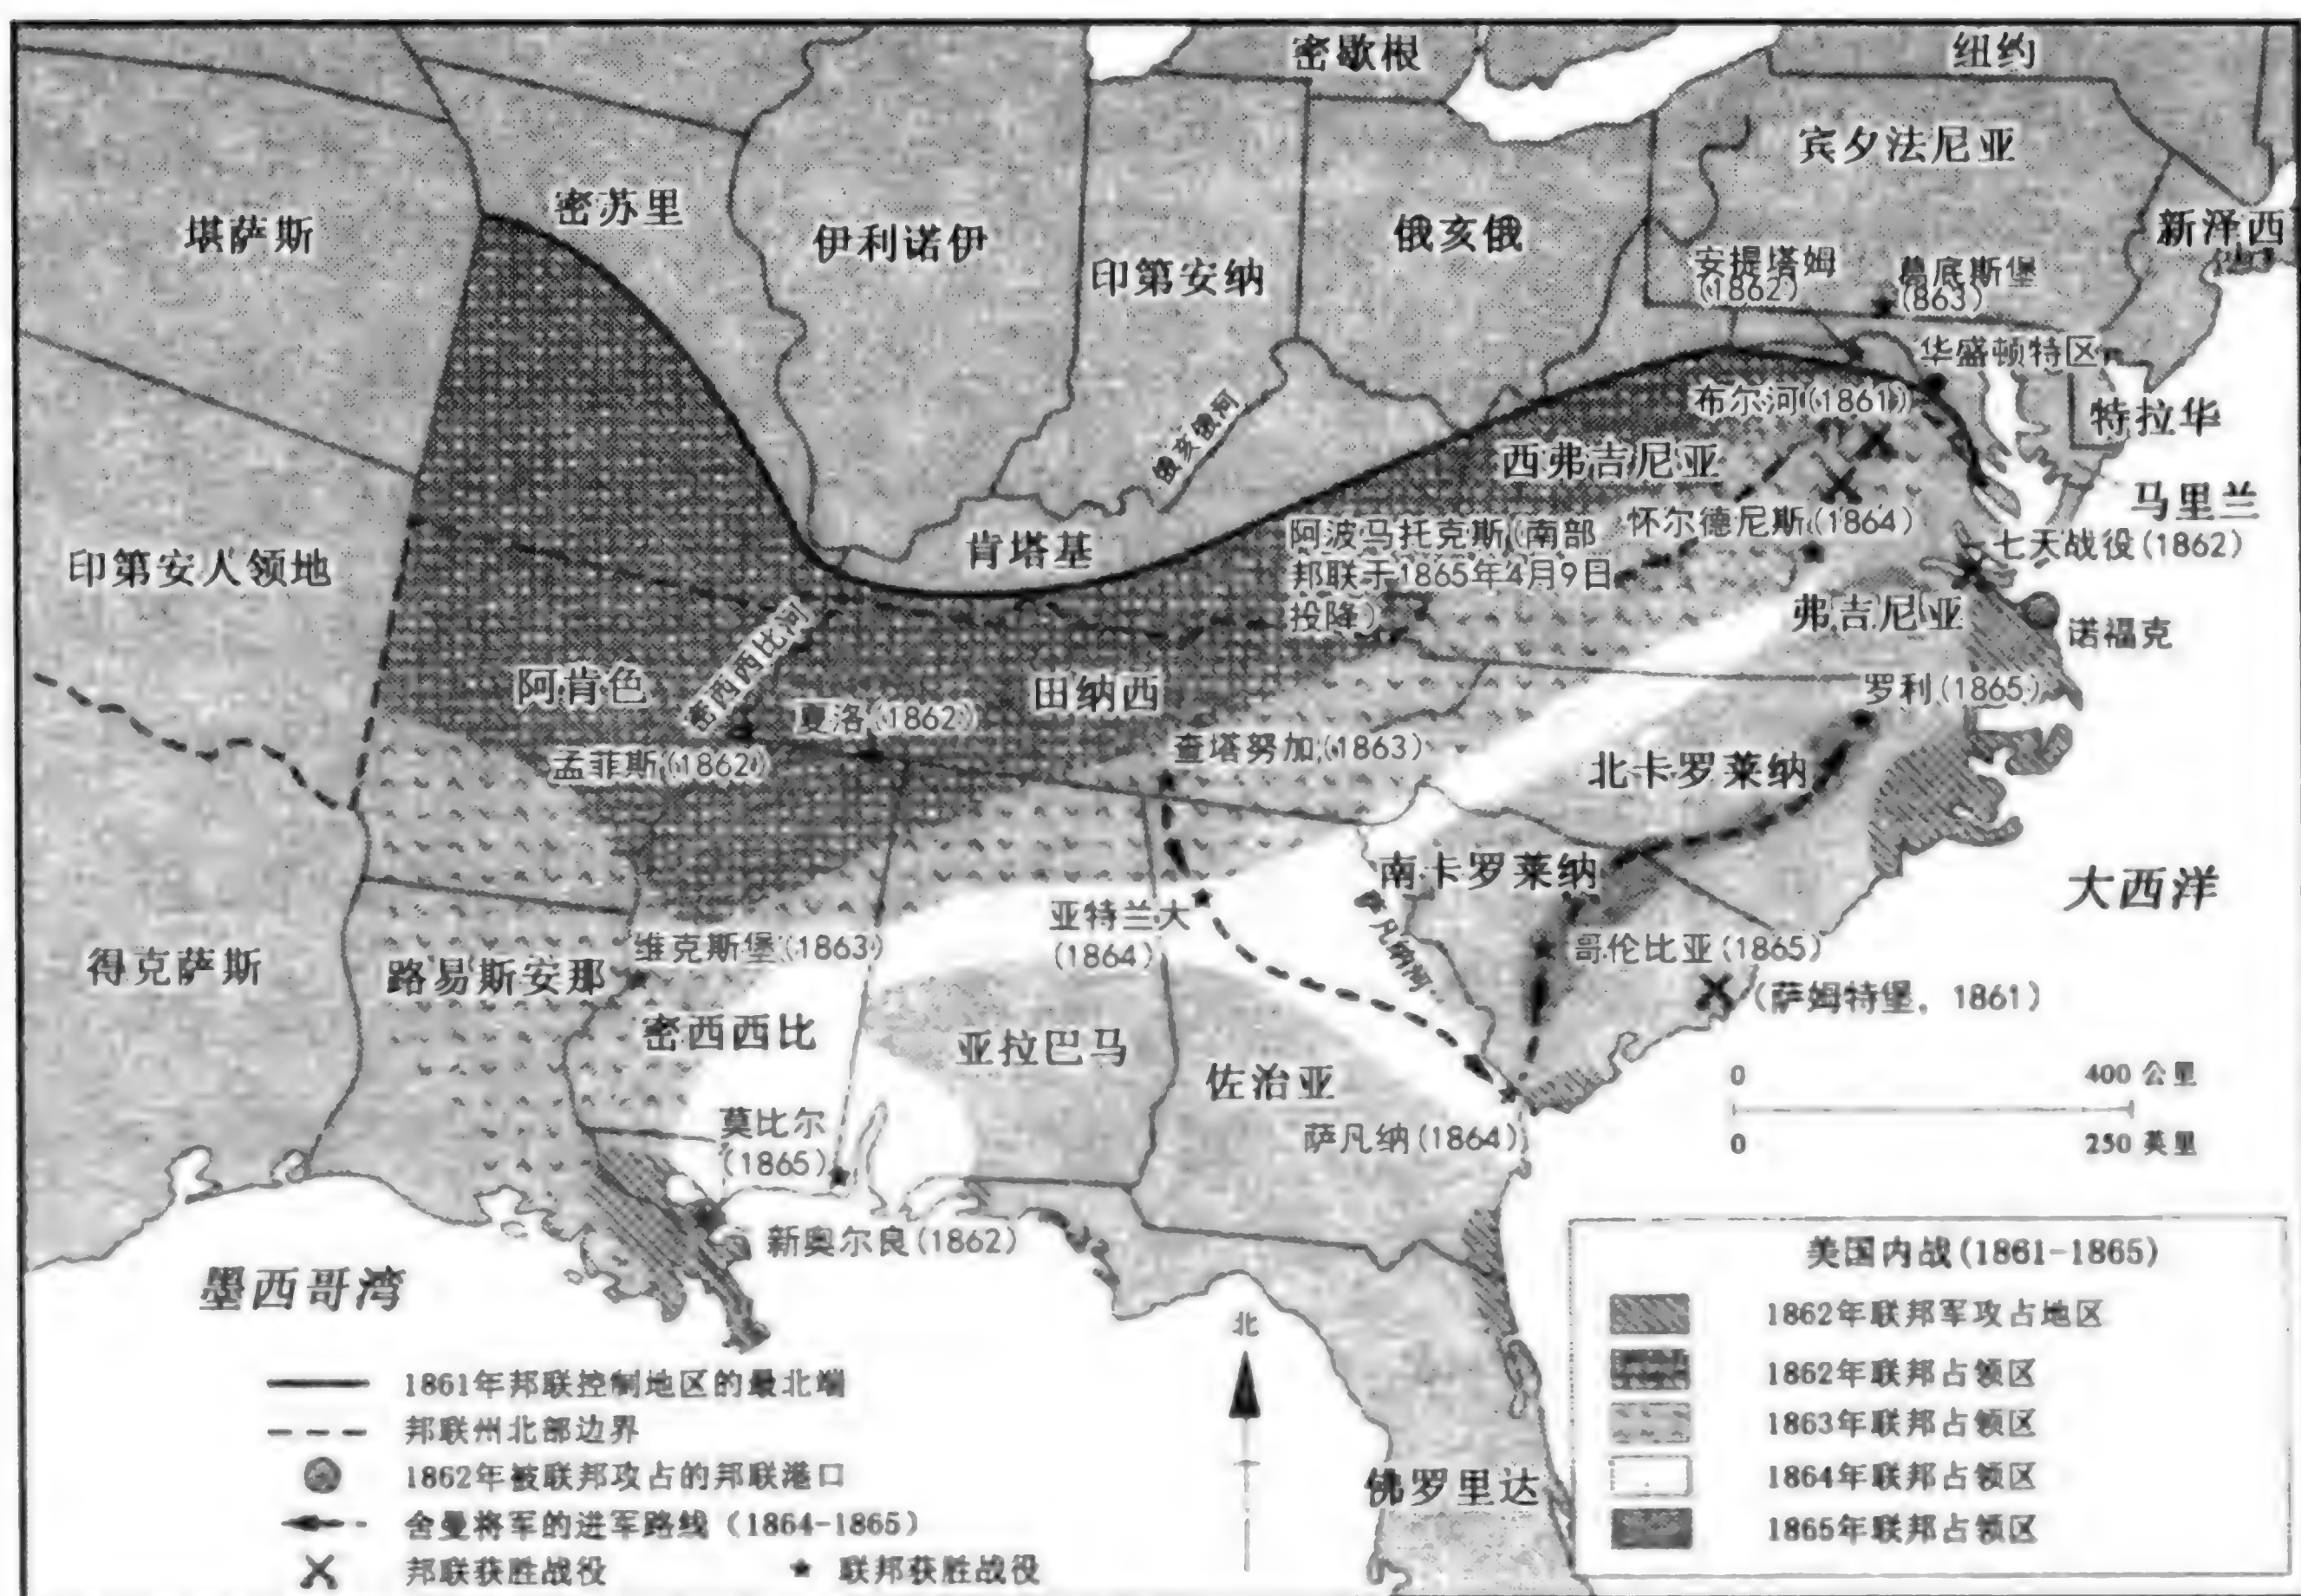 密歇根
纽约
宾夕法尼亚
堪萨斯
密苏里
伊利诺伊
印第安纳
俄亥俄
新泽西
安提塔姆
(1862)
葛底斯堡
(863)
华盛顿特区
布尔河(1861)
特拉华
俄亥俄河
西弗吉尼亚
马里兰
印第安人领地
肯塔基
阿波马托克斯(南部
邦联于1865年4月9日
投降)
怀尔德尼斯(1864)
七天战役(1862)
弗吉尼亚
诺福克
阿肯色
密西西比河
夏洛(1862)
田纳西
罗利(1865)
孟菲斯(1862)
查塔努加(1863)
北卡罗莱纳
南卡罗莱纳
大西洋
得克萨斯
路易斯安那
维克斯堡(1863)
亚特兰大
(1864)
萨凡纳河
哥伦比亚(1865)
(萨姆特堡，1861)
密西西比
亚拉巴马
佐治亚
0 400 公里
0 250 英里
莫比尔
(1865)
萨凡纳(1864)
新奥尔良(1862)
墨西哥湾
北
佛罗里达
1861年邦联控制地区的最北端
邦联州北部边界
1862年被联邦攻占的邦联港口
舍曼将军的进军路线（1864-1865）
邦联获胜战役
联邦获胜战役
美国内战(1861-1865)
1862年联邦军攻占地区
1862年联邦占领区
1863年联邦占领区
1864年联邦占领区
1865年联邦占领区